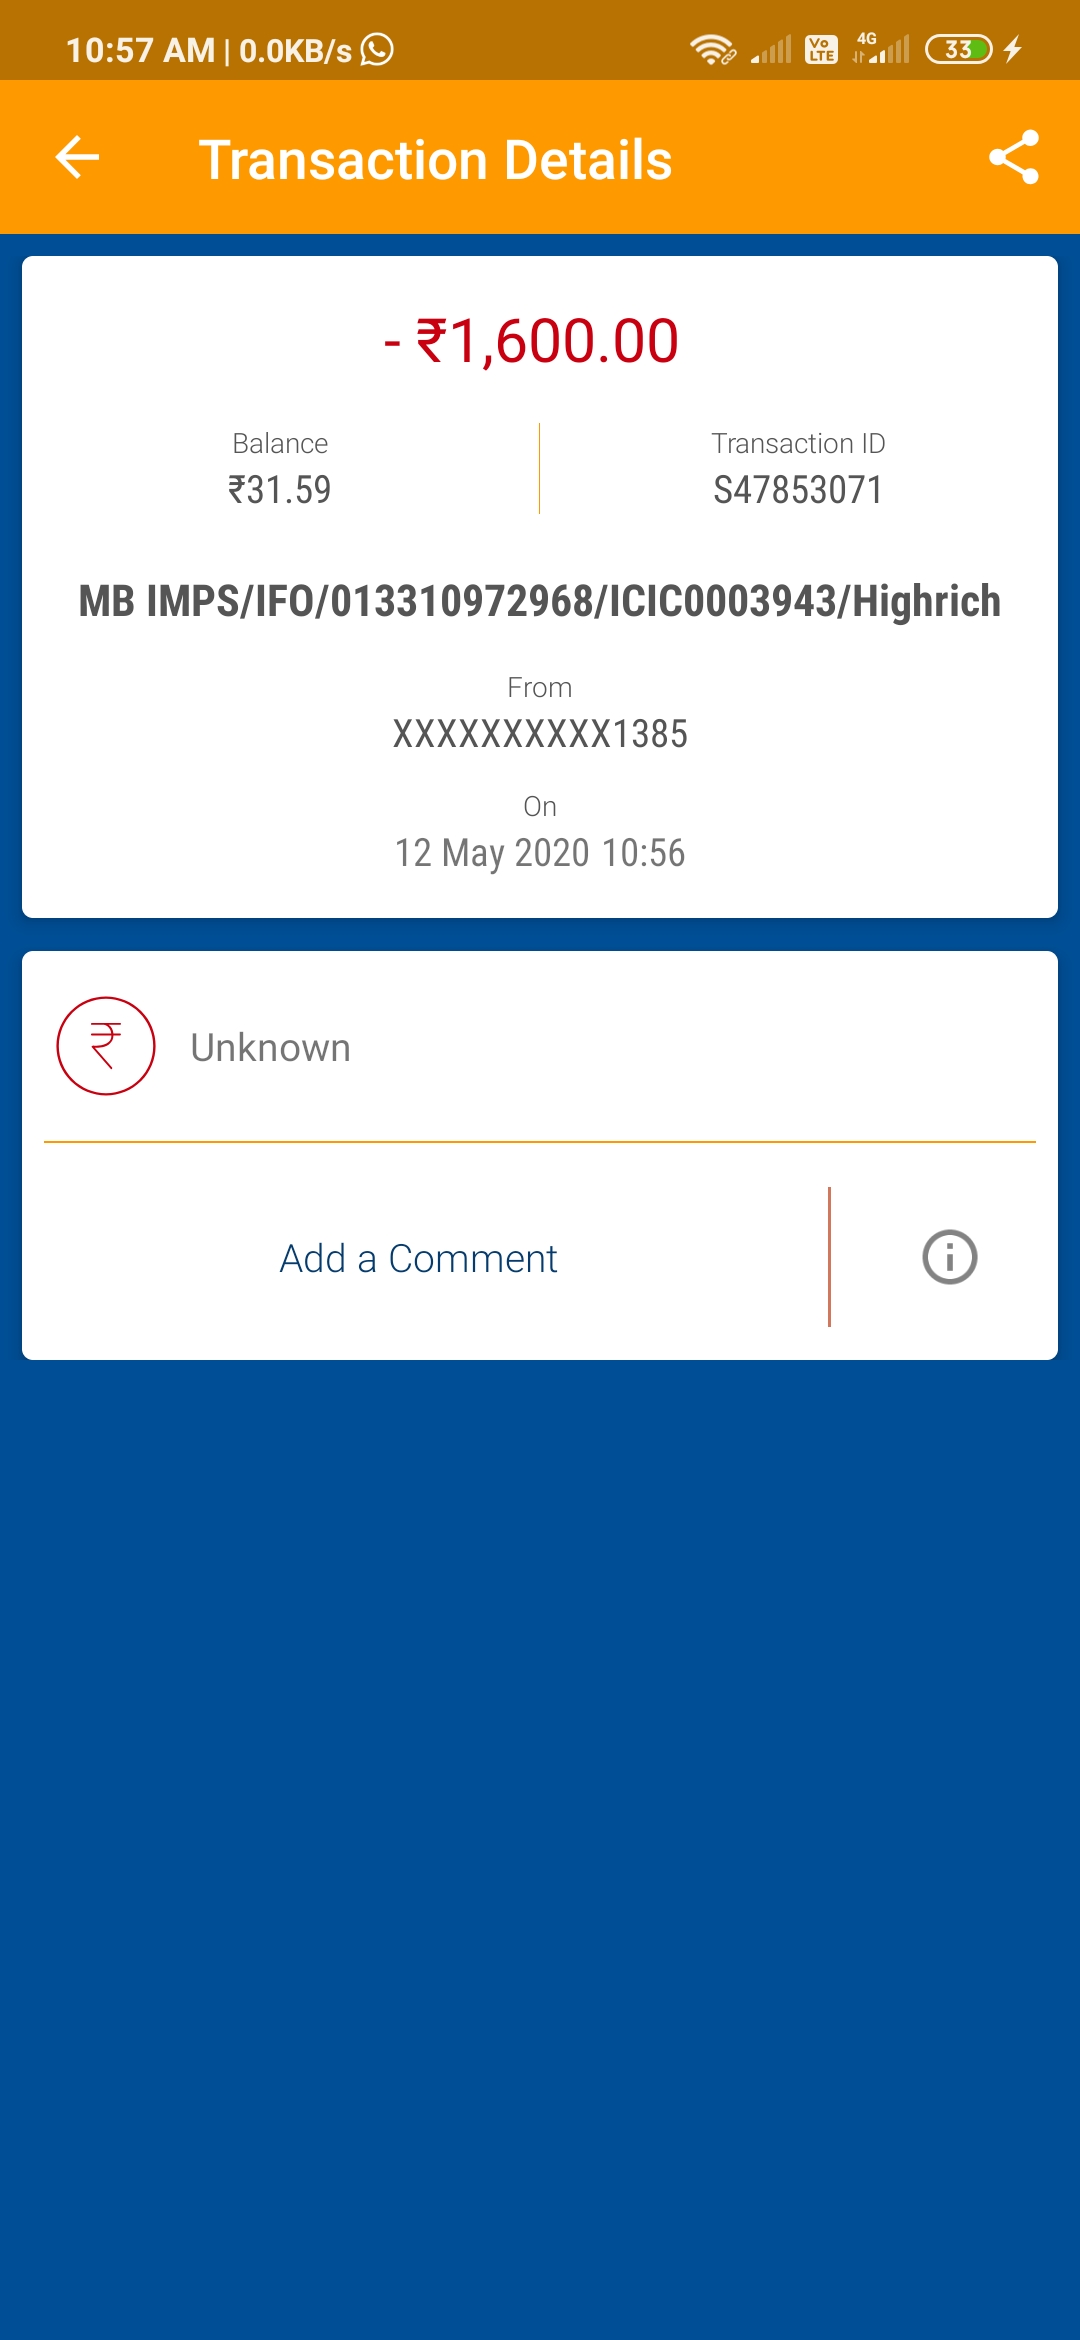 10:57 AM | 0.0KB/s
Vo LTE 4G 33
Transaction Details
- ₹1,600.00
Balance
₹31.59
Transaction ID
S47853071
MB IMPS/IFO/013310972968/ICIC0003943/Highrich
From
XXXXXXXXXX1385
On
12 May 2020 10:56
₹ Unknown
Add a Comment